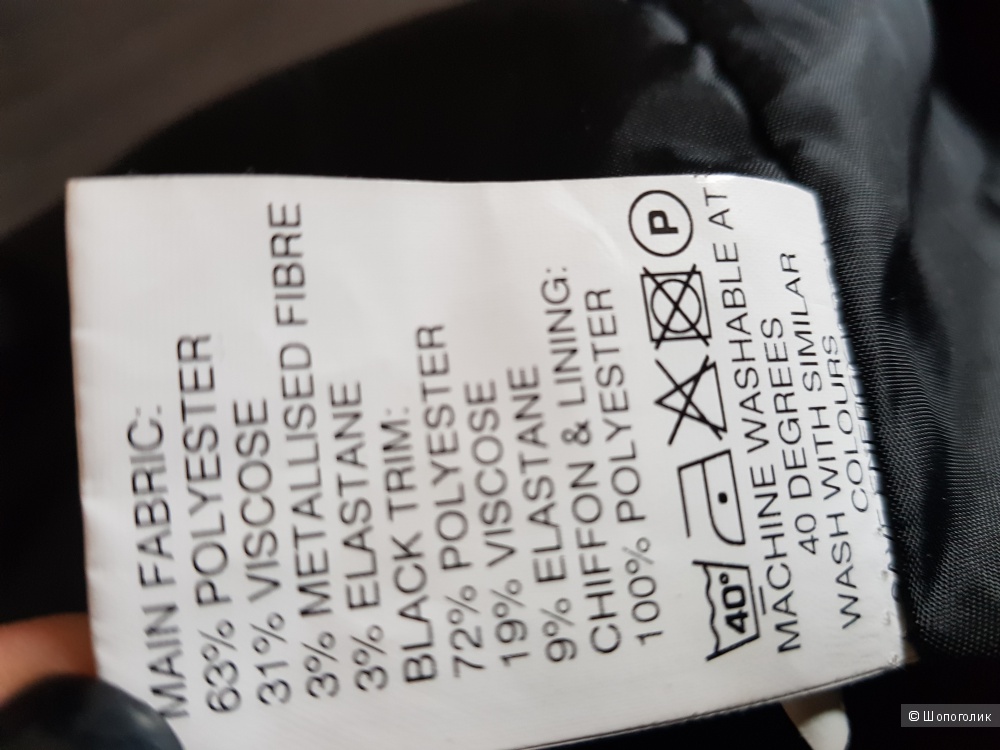 MAIN FABRIC:
63% POLYESTER
31% VISCOSE
3% METALLISED FIBRE
3% ELASTANE
BLACK TRIM:
72% POLYESTER
19% VISCOSE
9% ELASTANE
CHIFFON & LINING:
100% POLYESTER
40° P
MACHINE WASHABLE AT
40 DEGREES
WASH WITH SIMILAR
COLOURS
© Шопоголик